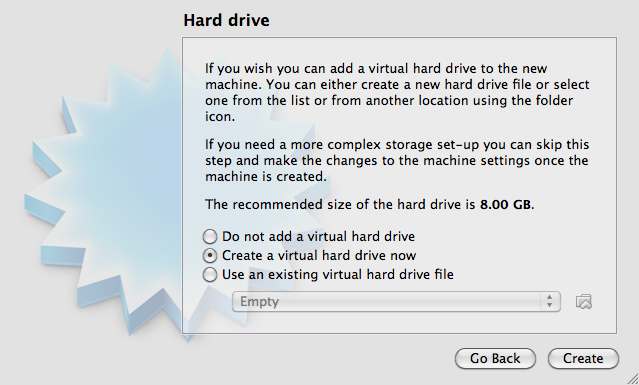 Hard drive
If you wish you can add a virtual hard drive to the new
machine. You can either create a new hard drive file or select
one from the list or from another location using the folder
icon.
If you need a more complex storage set-up you can skip this
step and make the changes to the machine settings once the
machine is created.
The recommended size of the hard drive is 8.00 GB.
Do not add a virtual hard drive
Create a virtual hard drive now
Use an existing virtual hard drive file
Empty
Go Back
Create